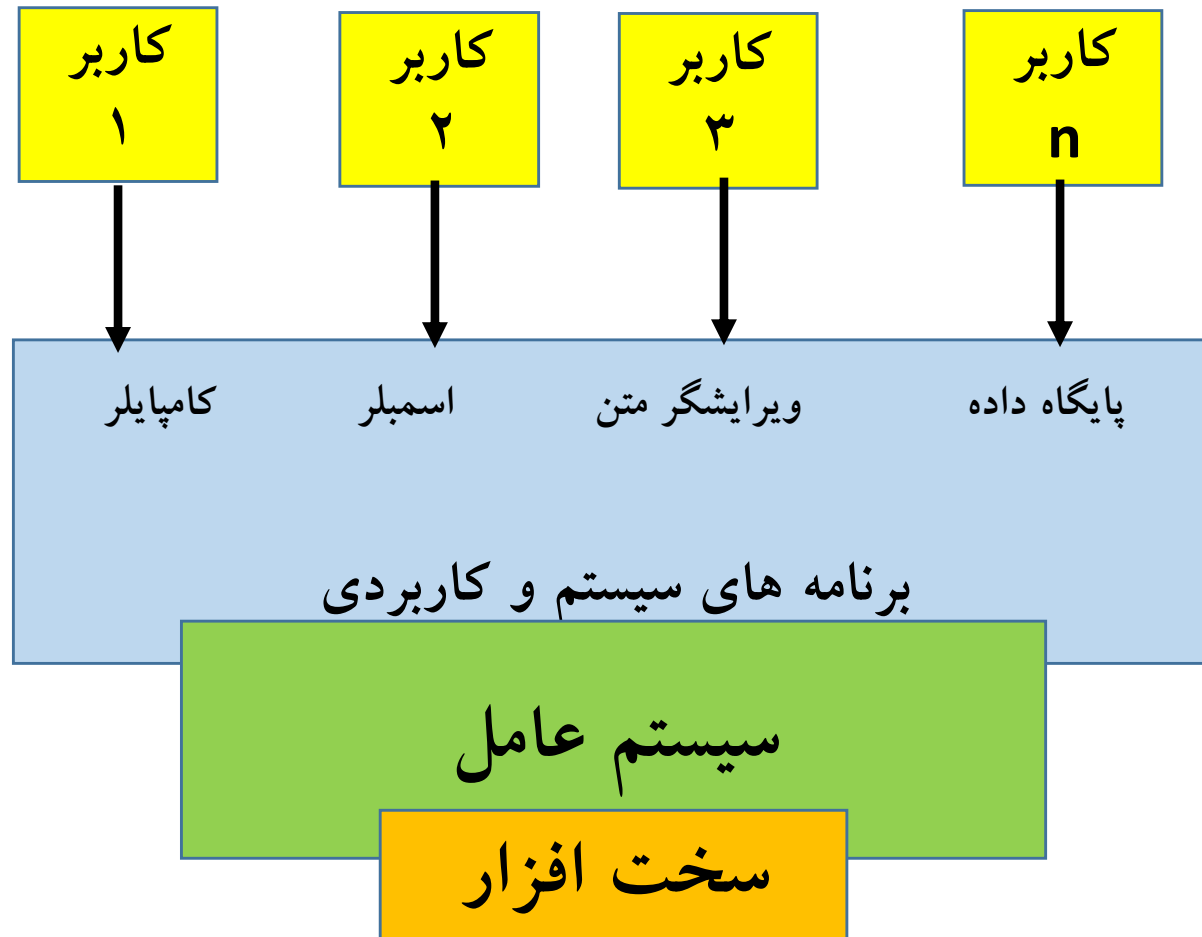 کاربر
۱
کاربر
۲
کاربر
۳
کاربر
n
کامپایلر
اسمبلر
ویرایشگر متن
پایگاه داده
برنامه های سیستم و کاربردی
سیستم عامل
سخت افزار